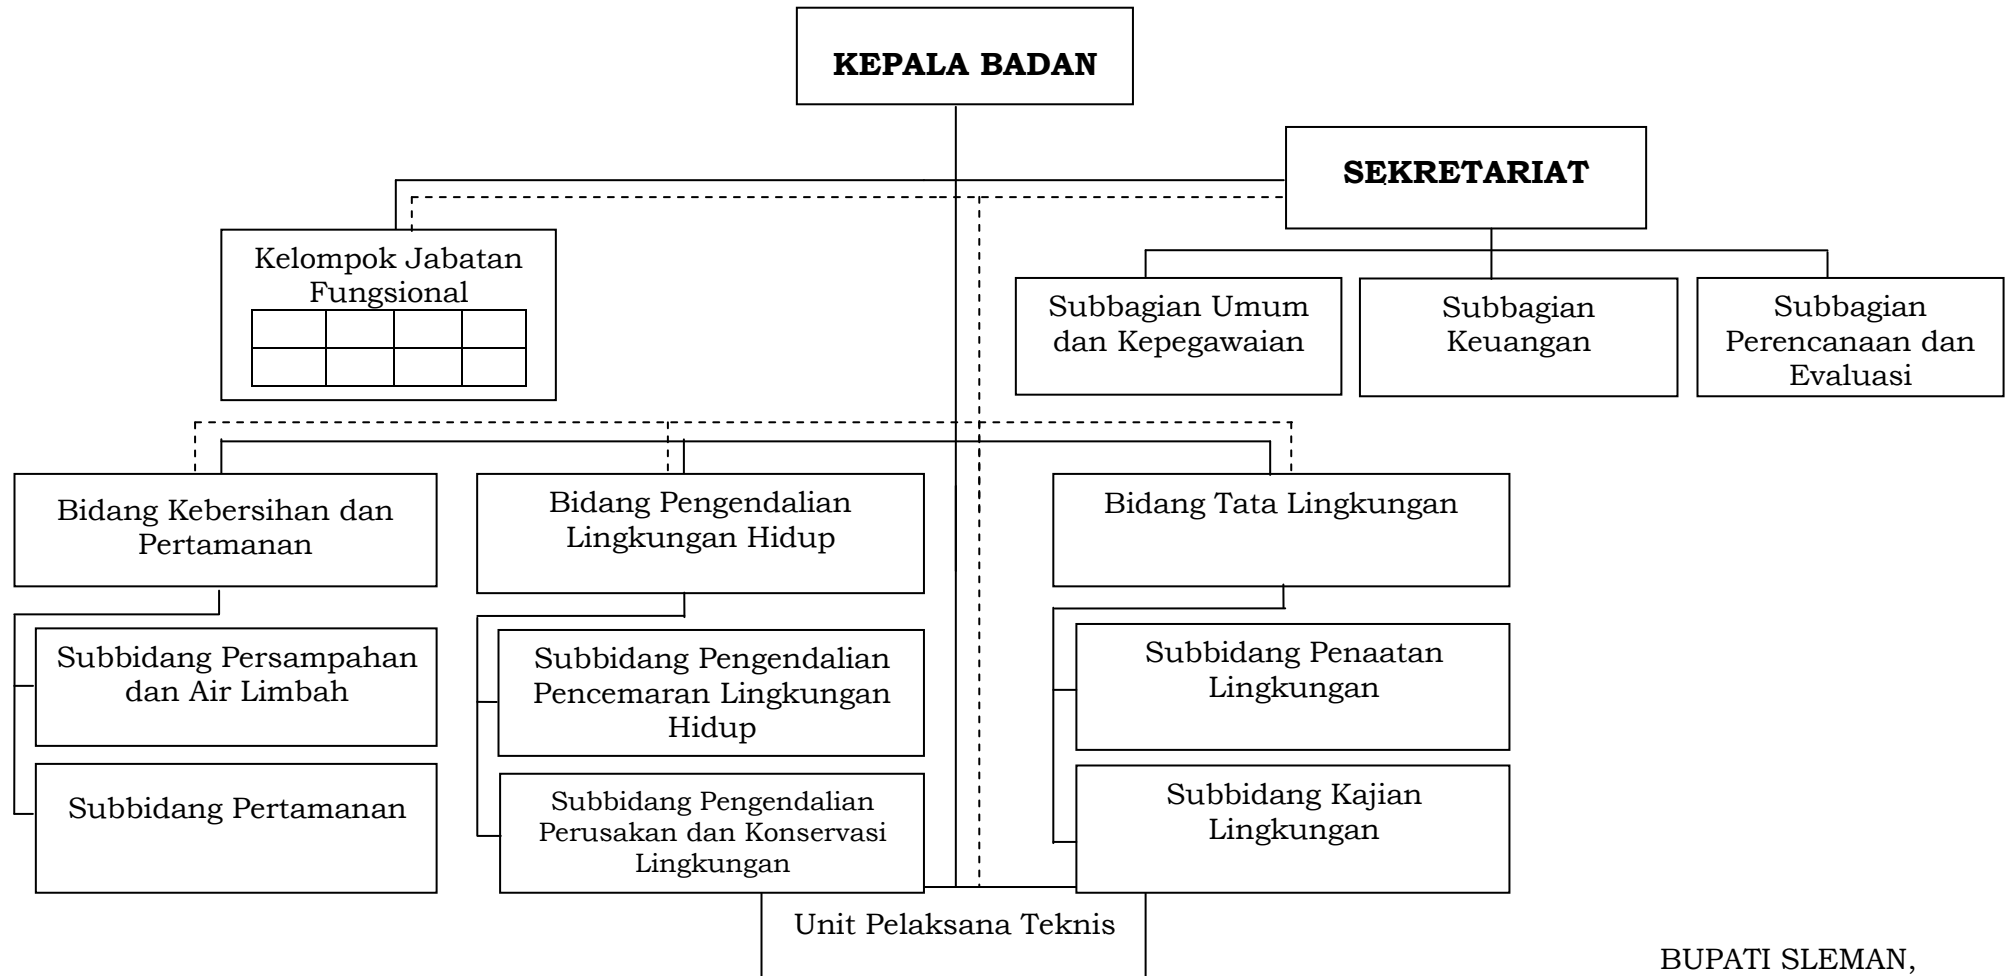 KEPALA BADAN
SEKRETARIAT
Kelompok Jabatan
Fungsional
Subbagian Umum
dan Kepegawaian
Subbagian
Keuangan
Subbagian
Perencanaan dan
Evaluasi
Bidang Kebersihan dan
Pertamanan
Bidang Pengendalian
Lingkungan Hidup
Bidang Tata Lingkungan
Subbidang Persampahan
dan Air Limbah
Subbidang Pengendalian
Pencemaran Lingkungan
Hidup
Subbidang Penaatan
Lingkungan
Subbidang Pertamanan
Subbidang Pengendalian
Perusakan dan Konservasi
Lingkungan
Subbidang Kajian
Lingkungan
Unit Pelaksana Teknis
BUPATI SLEMAN,